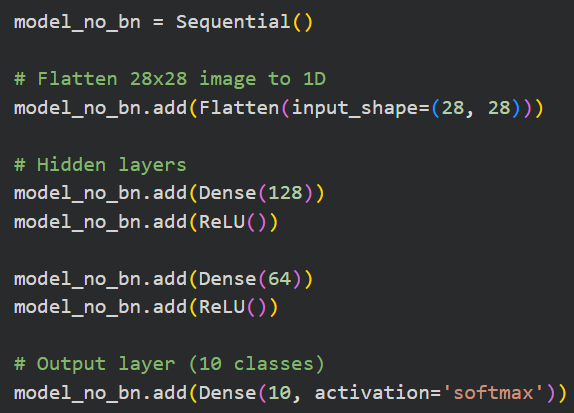 model_no_bn = Sequential()
# Flatten 28x28 image to 1D
model_no_bn.add(Flatten(input_shape=(28, 28)))
# Hidden layers
model_no_bn.add(Dense(128))
model_no_bn.add(ReLU())
model_no_bn.add(Dense(64))
model_no_bn.add(ReLU())
# Output layer (10 classes)
model_no_bn.add(Dense(10, activation='softmax'))